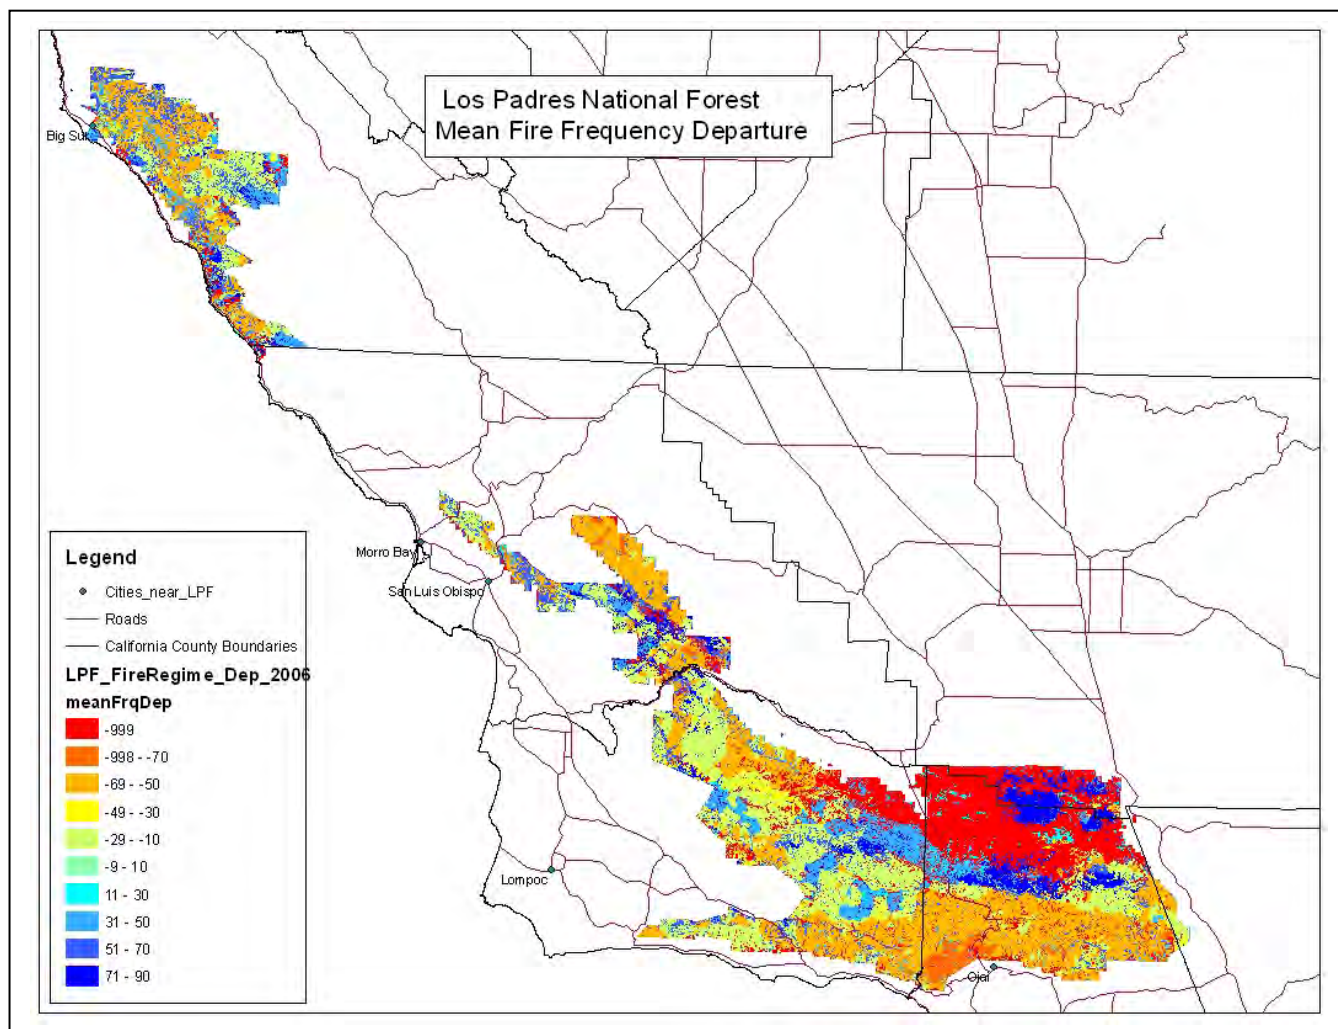 Los Padres National Forest
Mean Fire Frequency Departure
Big Sur
Morro Bay
San Luis Obispo
Lompoc
Ojai
Legend
Cities_near_LPF
Roads
California County Boundaries
LPF_FireRegime_Dep_2006
meanFrqDep
-999
-998 - -70
-69 - -50
-49 - -30
-29 - -10
-9 - 10
11 - 30
31 - 50
51 - 70
71 - 90